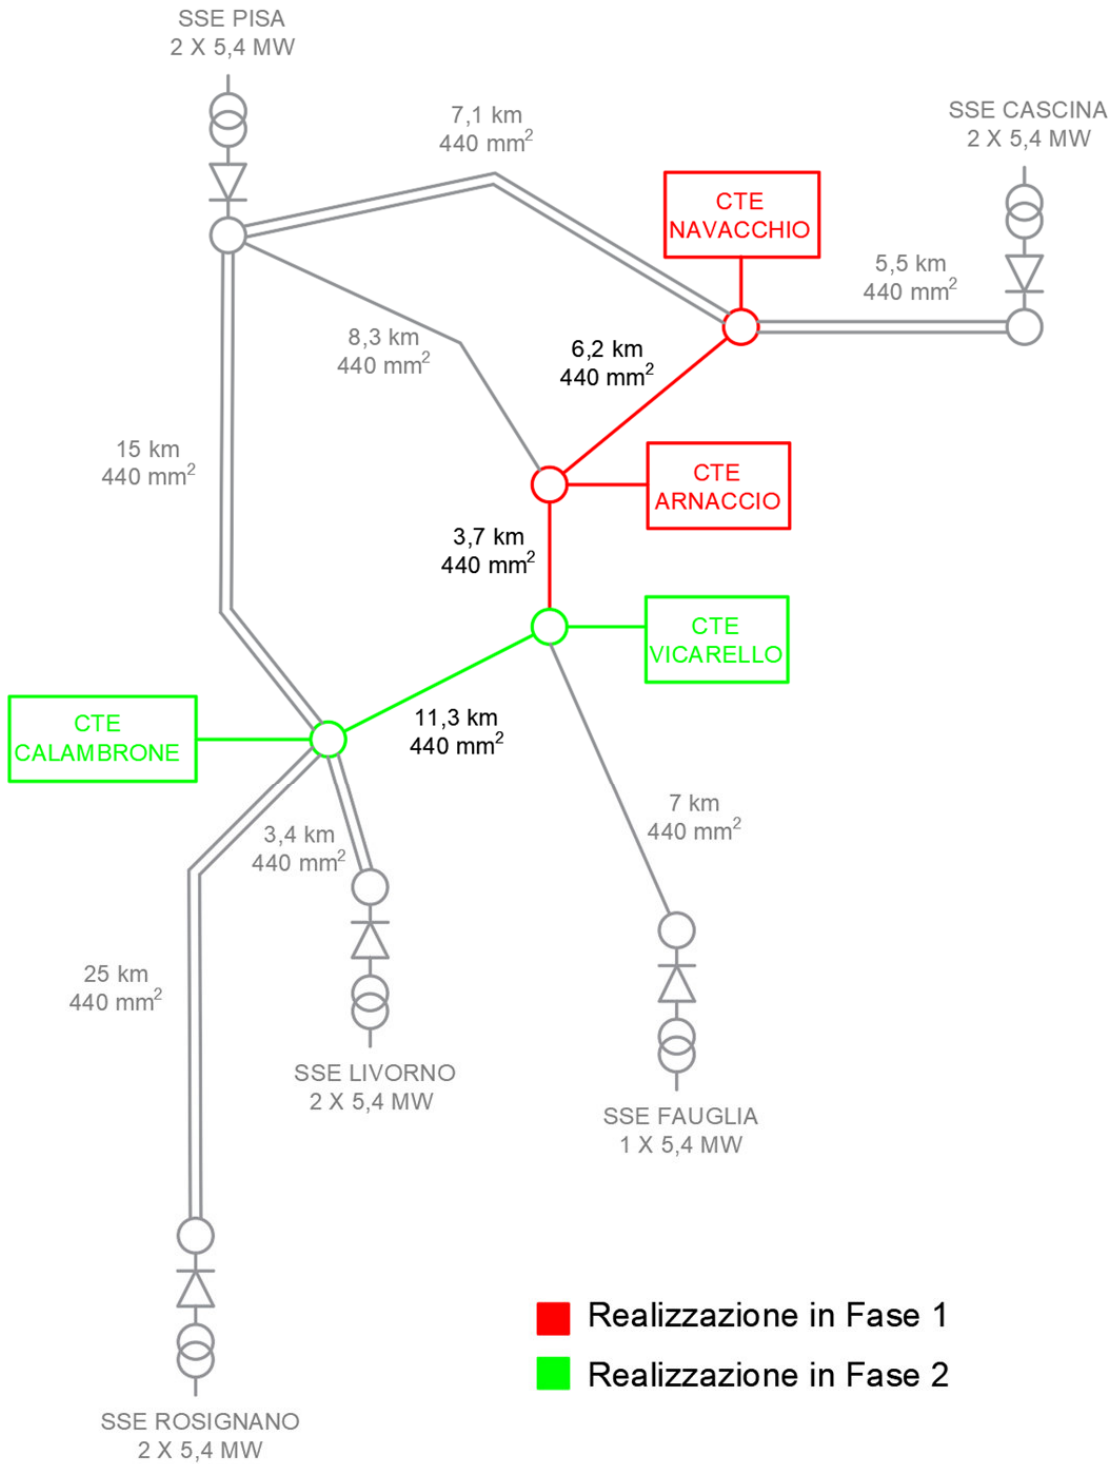 SSE PISA
2 X 5,4 MW
7,1 km
440 mm²
SSE CASCINA
2 X 5,4 MW
CTE
NAVACCHIO
5,5 km
440 mm²
8,3 km
440 mm²
6,2 km
440 mm²
15 km
440 mm²
CTE
ARNACCIO
3,7 km
440 mm²
CTE
VICARELLO
CTE
CALAMBRONE
11,3 km
440 mm²
3,4 km
440 mm²
7 km
440 mm²
25 km
440 mm²
SSE LIVORNO
2 X 5,4 MW
SSE FAUGLIA
1 X 5,4 MW
Realizzazione in Fase 1
Realizzazione in Fase 2
SSE ROSIGNANO
2 X 5,4 MW